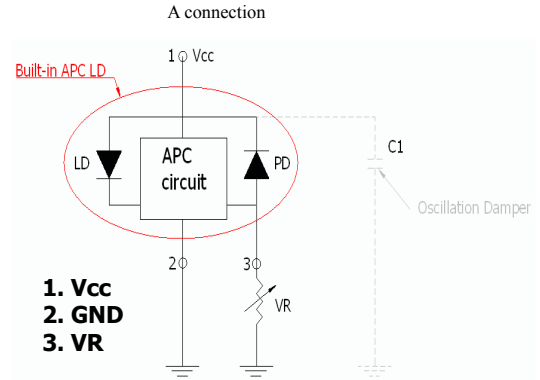 A connection
1 Vcc
Built-in APC LD
LD
APC
circuit
PD
C1
Oscillation Damper
2
3
VR
1. Vcc
2. GND
3. VR